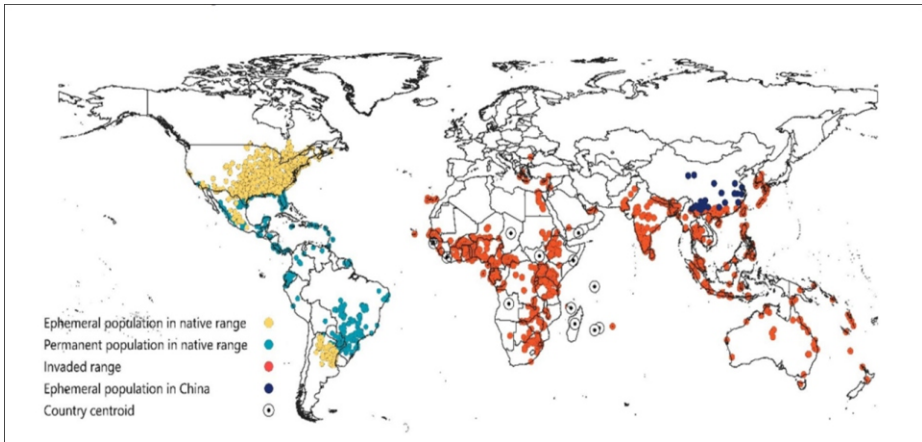 Ephemeral population in native range
Permanent population in native range
Invaded range
Ephemeral population in China
Country centroid